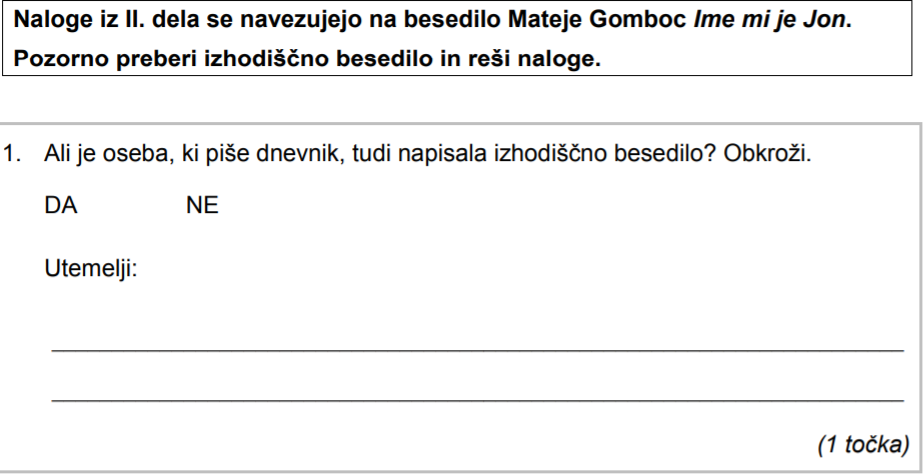 Naloge iz II. dela se navezujejo na besedilo Mateje Gomboc Ime mi je Jon.
Pozorno preberi izhodiščno besedilo in reši naloge.
1. Ali je oseba, ki piše dnevnik, tudi napisala izhodiščno besedilo? Obkroži.
DA NE
Utemelji:
(1 točka)